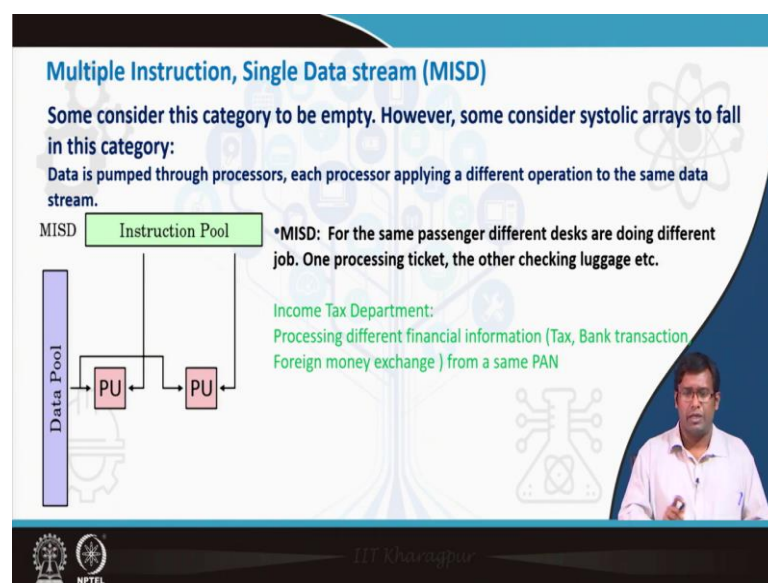 Multiple Instruction, Single Data stream (MISD)
Some consider this category to be empty. However, some consider systolic arrays to fall
in this category:
Data is pumped through processors, each processor applying a different operation to the same data
stream.
MISD
Instruction Pool
•MISD: For the same passenger different desks are doing different
job. One processing ticket, the other checking luggage etc.
Income Tax Department:
Processing different financial information (Tax, Bank transaction,
Foreign money exchange ) from a same PAN
Data Pool
PU
PU
IIT Kharagpur
NPTEL